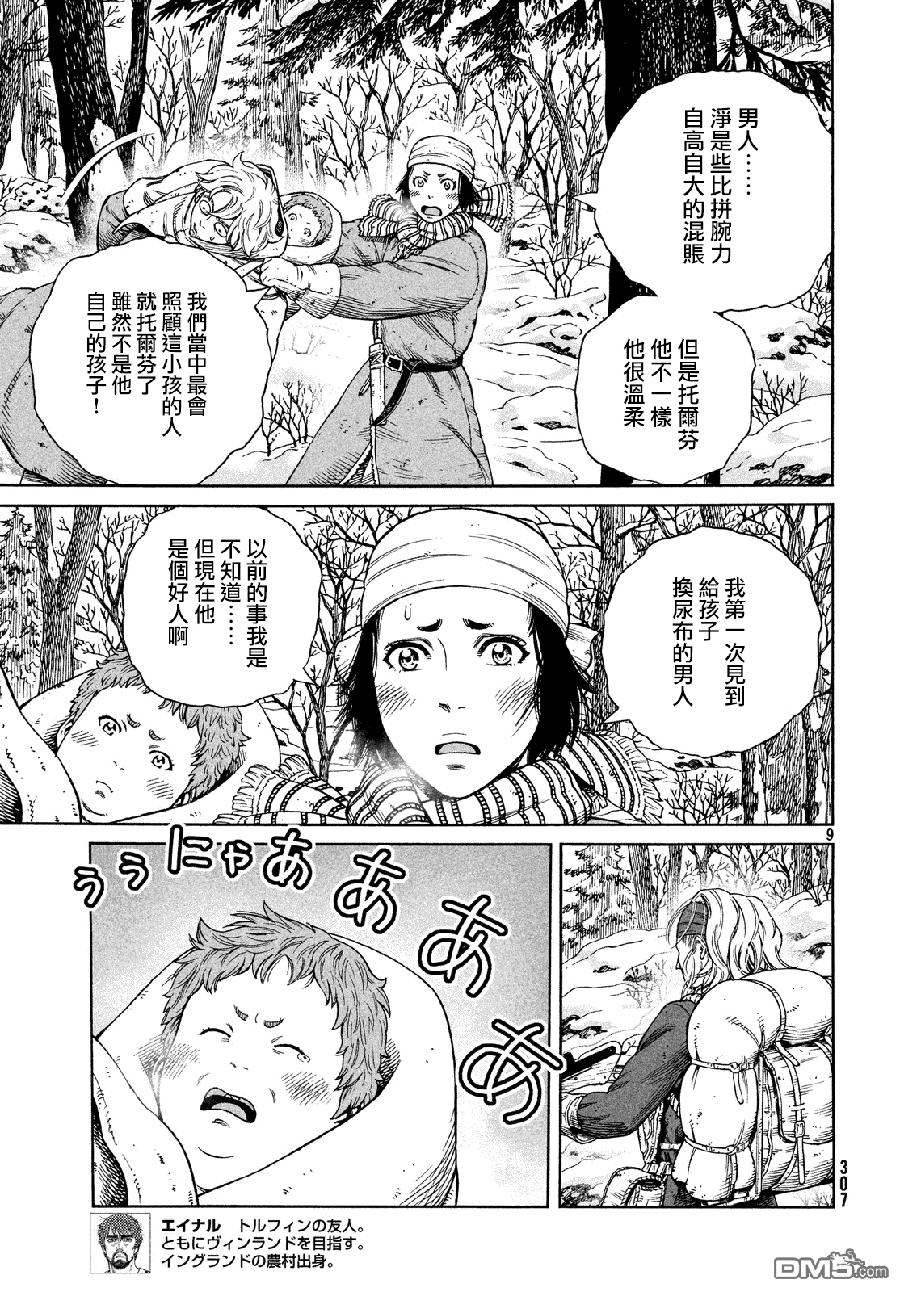 男人……
淨是些比拼腕力
自高自大的混賬
但是托爾芬
他不一樣
他很溫柔
我們當中最會
照顧這小孩的人
就托爾芬了
雖然不是他
自己的孩子！
我第一次見到
給孩子
換尿布的男人
以前的事我是
不知道……
但現在他
是個好人啊
9
うぅにゃあああああ
307
エイナル　トルフィンの友人。
ともにヴィンランドを目指す。
イングランドの農村出身。
DM5.com